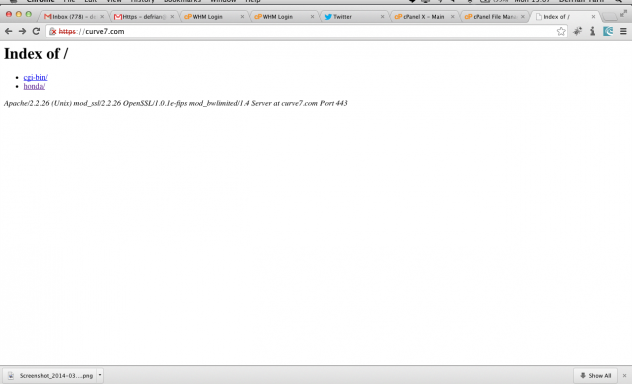 Chrome File Edit View History Bookmarks Window Help
Inbox (778) – de
Https – defrian
WHM Login
WHM Login
Twitter
cPanel X – Main
cPanel File Mana
Index of /
https://curve7.com
Index of /
cgi-bin/
honda/
Apache/2.2.26 (Unix) mod_ssl/2.2.26 OpenSSL/1.0.1e-fips mod_bwlimited/1.4 Server at curve7.com Port 443
Screenshot_2014-03....png
Show All